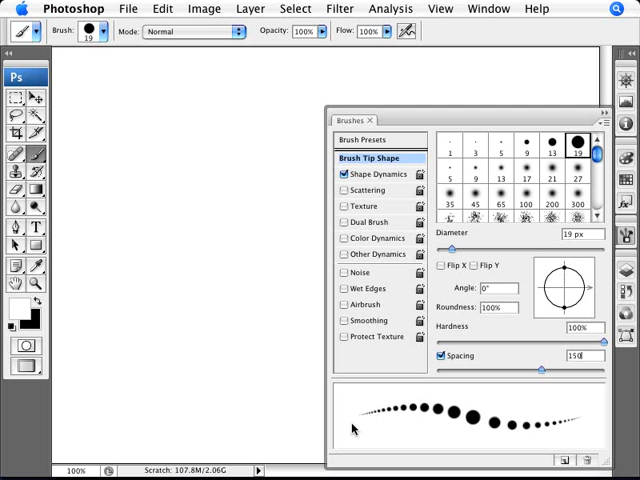 Photoshop File Edit Image Layer Select Filter Analysis View Window Help
Brush: 19 Mode: Normal Opacity: 100% Flow: 100%
Ps
Brushes
Brush Presets
Brush Tip Shape
Shape Dynamics
Scattering
Texture
Dual Brush
Color Dynamics
Other Dynamics
Noise
Wet Edges
Airbrush
Smoothing
Protect Texture
1 3 5 9 13 19
5 9 13 17 21 27
35 45 65 100 200 300
Diameter 19 px
Flip X Flip Y
Angle: 0°
Roundness: 100%
Hardness 100%
Spacing 150
100% Scratch: 107.8M/2.06G